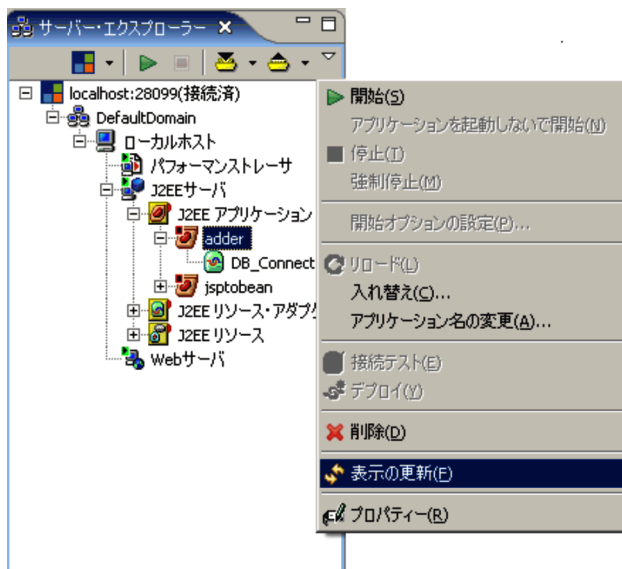 サーバー・エクスプローラー
localhost:28099(接続済)
DefaultDomain
ローカルホスト
パフォーマンストレーサ
J2EEサーバ
J2EE アプリケーション
adder
DB_Connect
jsptobean
J2EE リソース・アダプ
J2EE リソース
Webサーバ
開始(S)
アプリケーションを起動しないで開始(N)
停止(T)
強制停止(M)
開始オプションの設定(P)...
リロード(L)
入れ替え(C)...
アプリケーション名の変更(A)...
接続テスト(E)
デプロイ(Y)
削除(D)
表示の更新(F)
プロパティー(R)